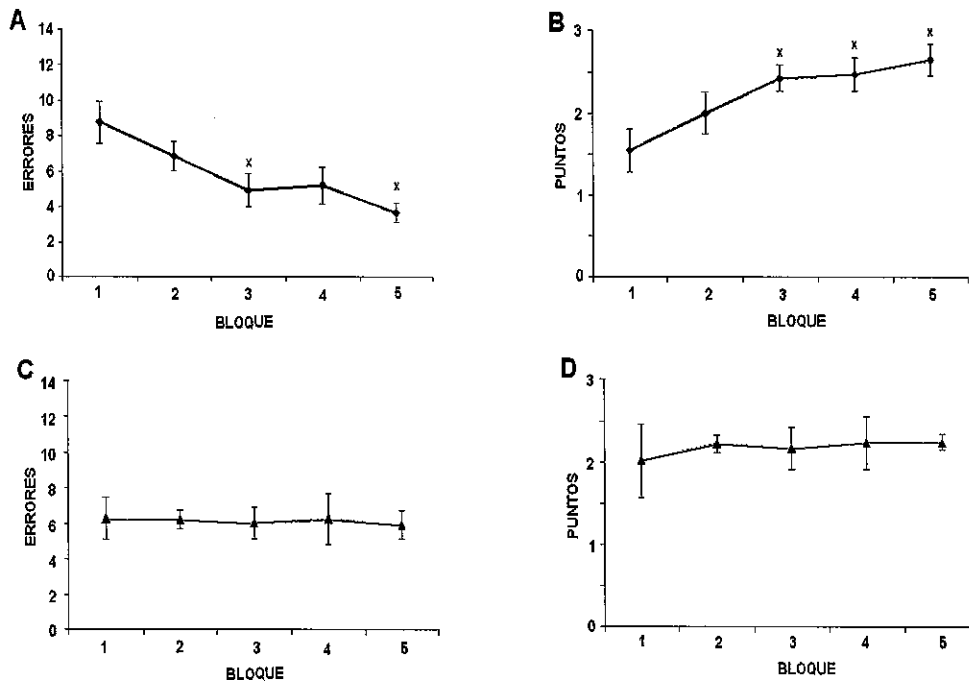 A
ERRORES
14
12
10
8
6
4
2
0
x
x
1 2 3 4 5
BLOQUE
B
PUNTOS
3
2
1
0
x x x
1 2 3 4 5
BLOQUE
C
ERRORES
14
12
10
8
6
4
2
0
1 2 3 4 5
BLOQUE
D
PUNTOS
3
2
1
0
1 2 3 4 5
BLOQUE